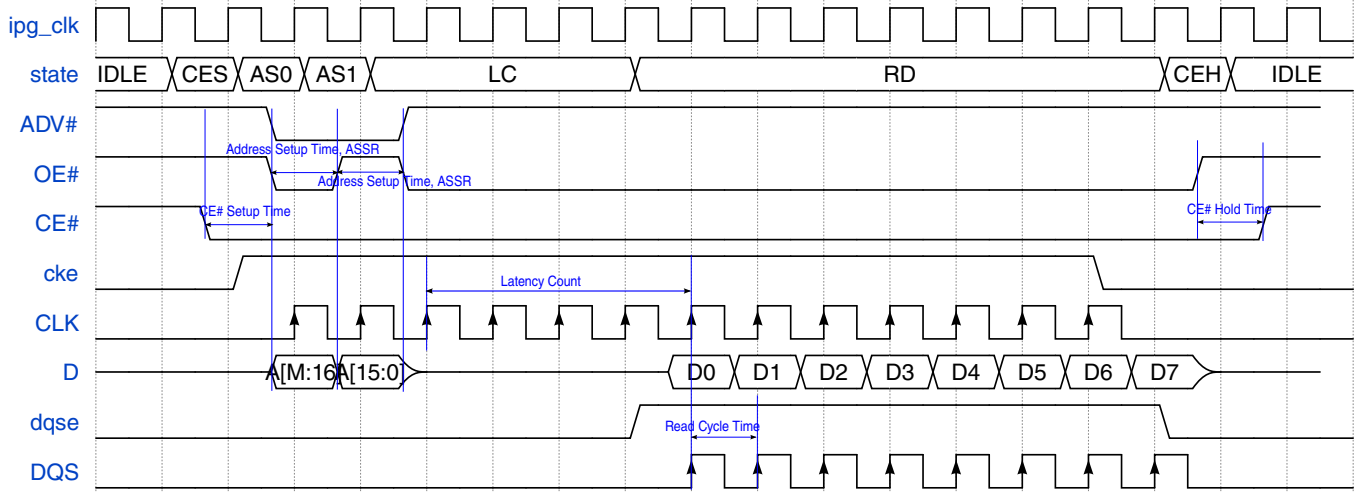 ipg_clk
state IDLE CES AS0 AS1 LC RD CEH IDLE
ADV#
Address Setup Time, ASSR
OE#
Address Setup Time, ASSR
CE# Setup Time
CE# Hold Time
CE#
cke
Latency Count
CLK
D A[M:16] A[15:0] D0 D1 D2 D3 D4 D5 D6 D7
dqse
Read Cycle Time
DQS